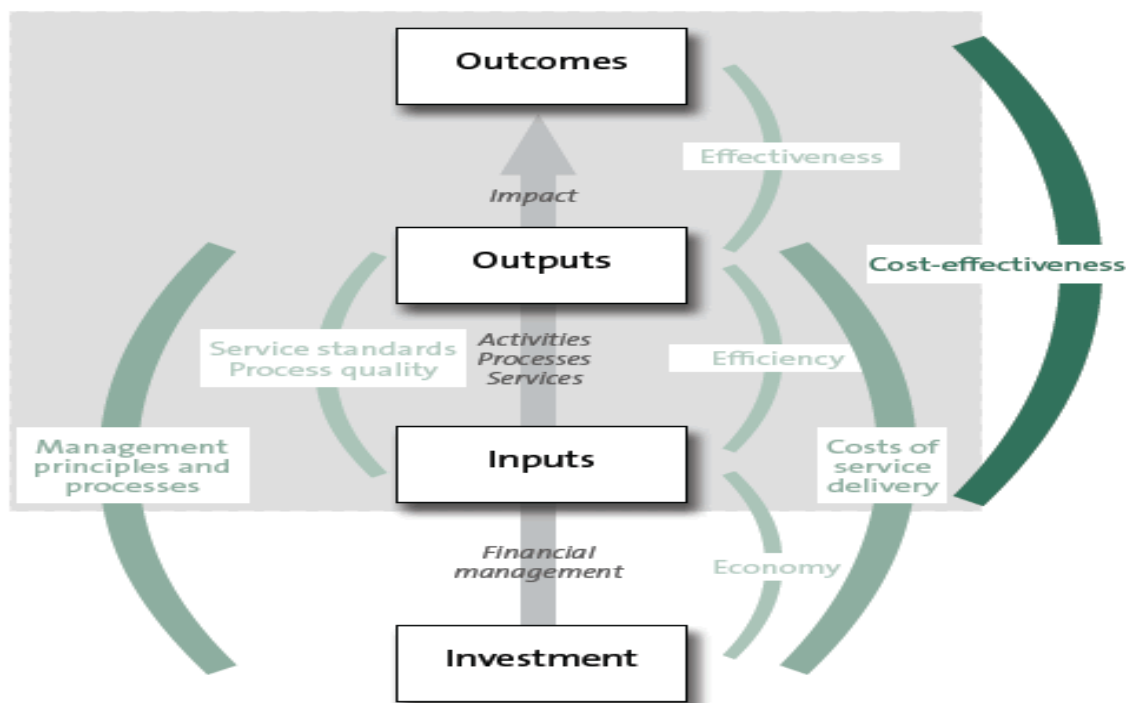 Outcomes
Effectiveness
Impact
Outputs
Cost-effectiveness
Service standards
Process quality
Activities
Processes
Services
Efficiency
Management
principles and
processes
Inputs
Costs of
service
delivery
Financial
management
Economy
Investment